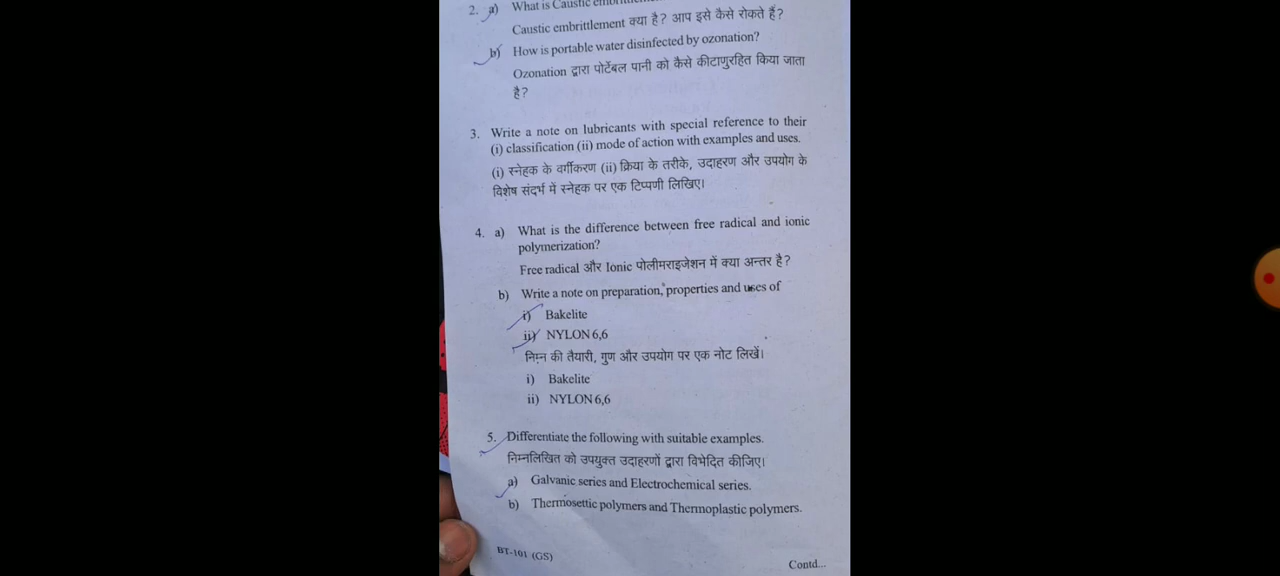 2. a) What is Caustic
Caustic embrittlement क्या है? आप इसे कैसे रोकते हैं?
b) How is portable water disinfected by ozonation?
Ozonation द्वारा पोर्टेबल पानी को कैसे कीटाणुरहित किया जाता
है?
3. Write a note on lubricants with special reference to their
(i) classification (ii) mode of action with examples and uses.
(i) स्नेहक के वर्गीकरण (ii) क्रिया के तरीके, उदाहरण और उपयोग के
विशेष संदर्भ में स्नेहक पर एक टिप्पणी लिखिए।
4. a) What is the difference between free radical and ionic
polymerization?
Free radical और Ionic पोलीमराइजेशन में क्या अन्तर है?
b) Write a note on preparation, properties and uses of
i) Bakelite
ii) NYLON 6,6
निम्न की तैयारी, गुण और उपयोग पर एक नोट लिखें।
i) Bakelite
ii) NYLON 6,6
5. Differentiate the following with suitable examples.
निम्नलिखित को उपयुक्त उदाहरणों द्वारा विभेदित कीजिए।
a) Galvanic series and Electrochemical series.
b) Thermosettic polymers and Thermoplastic polymers.
BT-101 (GS)
Contd...